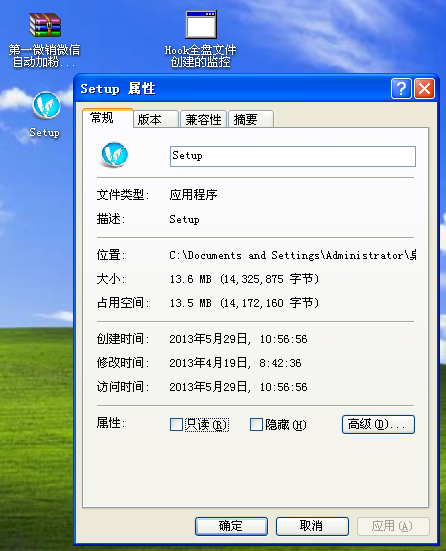 第一微销微信
自动加粉...
Hook全盘文件
创建的监控
Setup
Setup 属性
常规
版本
兼容性
摘要
Setup
文件类型: 应用程序
描述: Setup
位置: C:\Documents and Settings\Administrator\桌
大小: 13.6 MB (14,325,875 字节)
占用空间: 13.5 MB (14,172,160 字节)
创建时间: 2013年5月29日, 10:56:56
修改时间: 2013年4月19日, 8:42:36
访问时间: 2013年5月29日, 10:56:56
属性: 只读(R) 隐藏(H) 高级(D)...
确定 取消 应用(A)